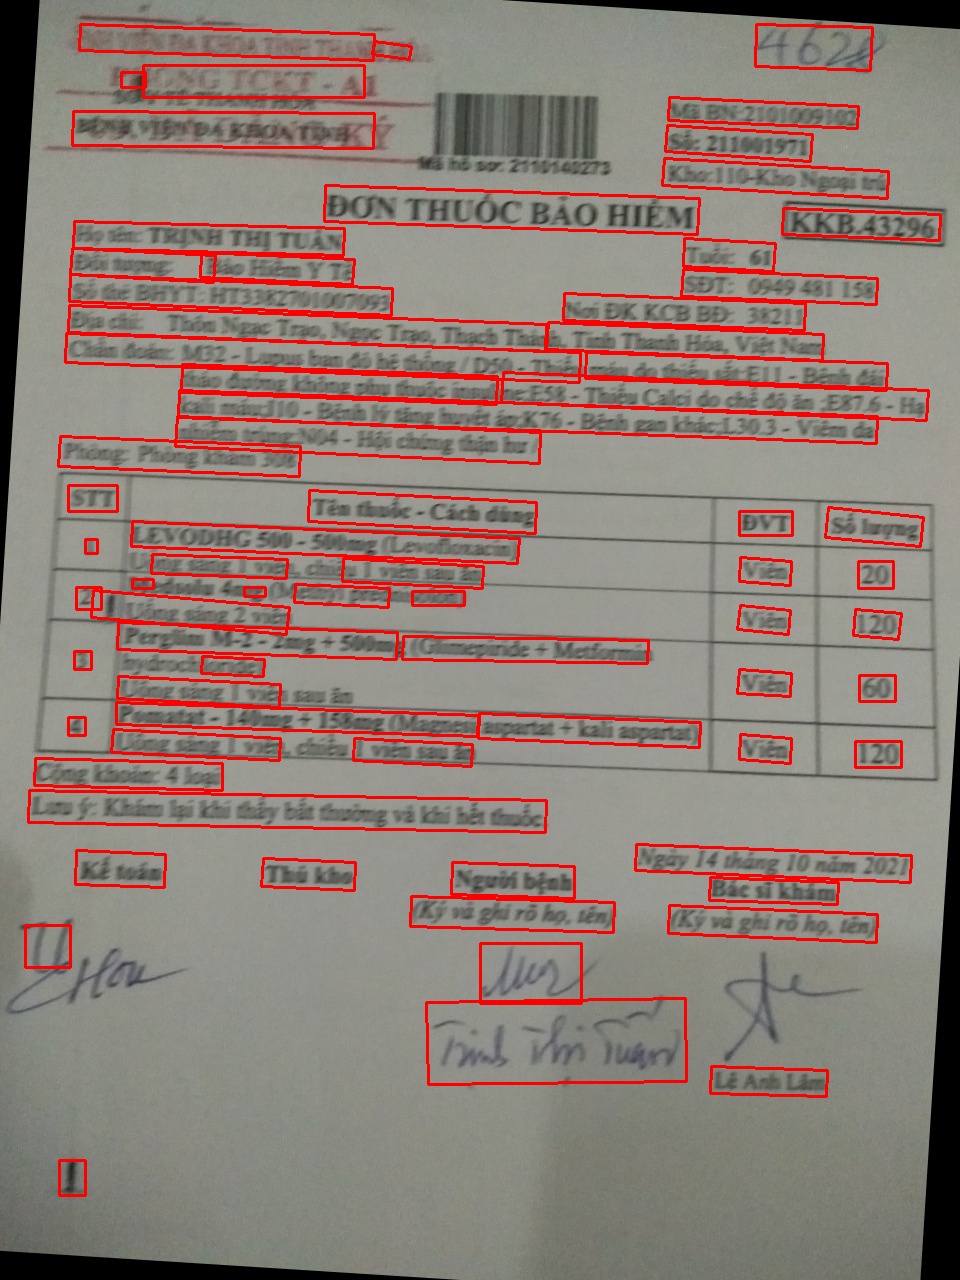 4628
BỆNH VIỆN ĐA KHOA TỈNH THANH HÓA
PHÒNG TCKT - A1
SỞ Y TẾ THANH HÓA
BỆNH VIỆN ĐA KHOA TỈNH
KÝ
Mã hồ sơ: 2110140273
Mã BN:2101009102
Số: 211001971
Kho:110-Kho Ngoại trú
ĐƠN THUỐC BẢO HIỂM
KKB.43296
Họ tên: TRỊNH THỊ TUÂN
Tuổi: 61
Đối tượng: Bảo Hiểm Y Tế
SĐT: 0949 481 158
Số thẻ BHYT: HT3382701007093
Nơi ĐK KCB BĐ: 38211
Địa chỉ: Thôn Ngạc Trạo, Ngọc Trạo, Thạch Thành, Tỉnh Thanh Hóa, Việt Nam
Chẩn đoán: M32 - Lupus ban đỏ hệ thống / D50 - Thiếu máu do thiếu sắt;E11 - Bệnh đái
tháo đường không phụ thuộc insuline;E58 - Thiếu Calci do chế độ ăn ;E87.6 - Hạ
kali máu;I10 - Bệnh lý tăng huyết áp;K76 - Bệnh gan khác;L30.3 - Viêm da
nhiễm trùng;N04 - Hội chứng thận hư /
Phòng: Phòng khám 308
STT Tên thuốc - Cách dùng ĐVT Số lượng
1 LEVODHG 500 - 500mg (Levofloxacin)
Uống sáng 1 viên, chiều 1 viên sau ăn Viên 20
2 Medsolu 4mg (Methyl prednisolon)
Uống sáng 2 viên Viên 120
3 Perglim M-2 - 2mg + 500mg (Glimepiride + Metformin
hydrochloride)
Uống sáng 1 viên sau ăn Viên 60
4 Pomatat - 140mg + 158mg (Magnesi aspartat + kali aspartat)
Uống sáng 1 viên, chiều 1 viên sau ăn Viên 120
Cộng khoản: 4 loại
Lưu ý: Khám lại khi thấy bất thường và khi hết thuốc
Ngày 14 tháng 10 năm 2021
Kế toán Thủ kho Người bệnh Bác sĩ khám
(Ký và ghi rõ họ, tên) (Ký và ghi rõ họ, tên)
Trịnh Thị Tuân
Lê Anh Lâm